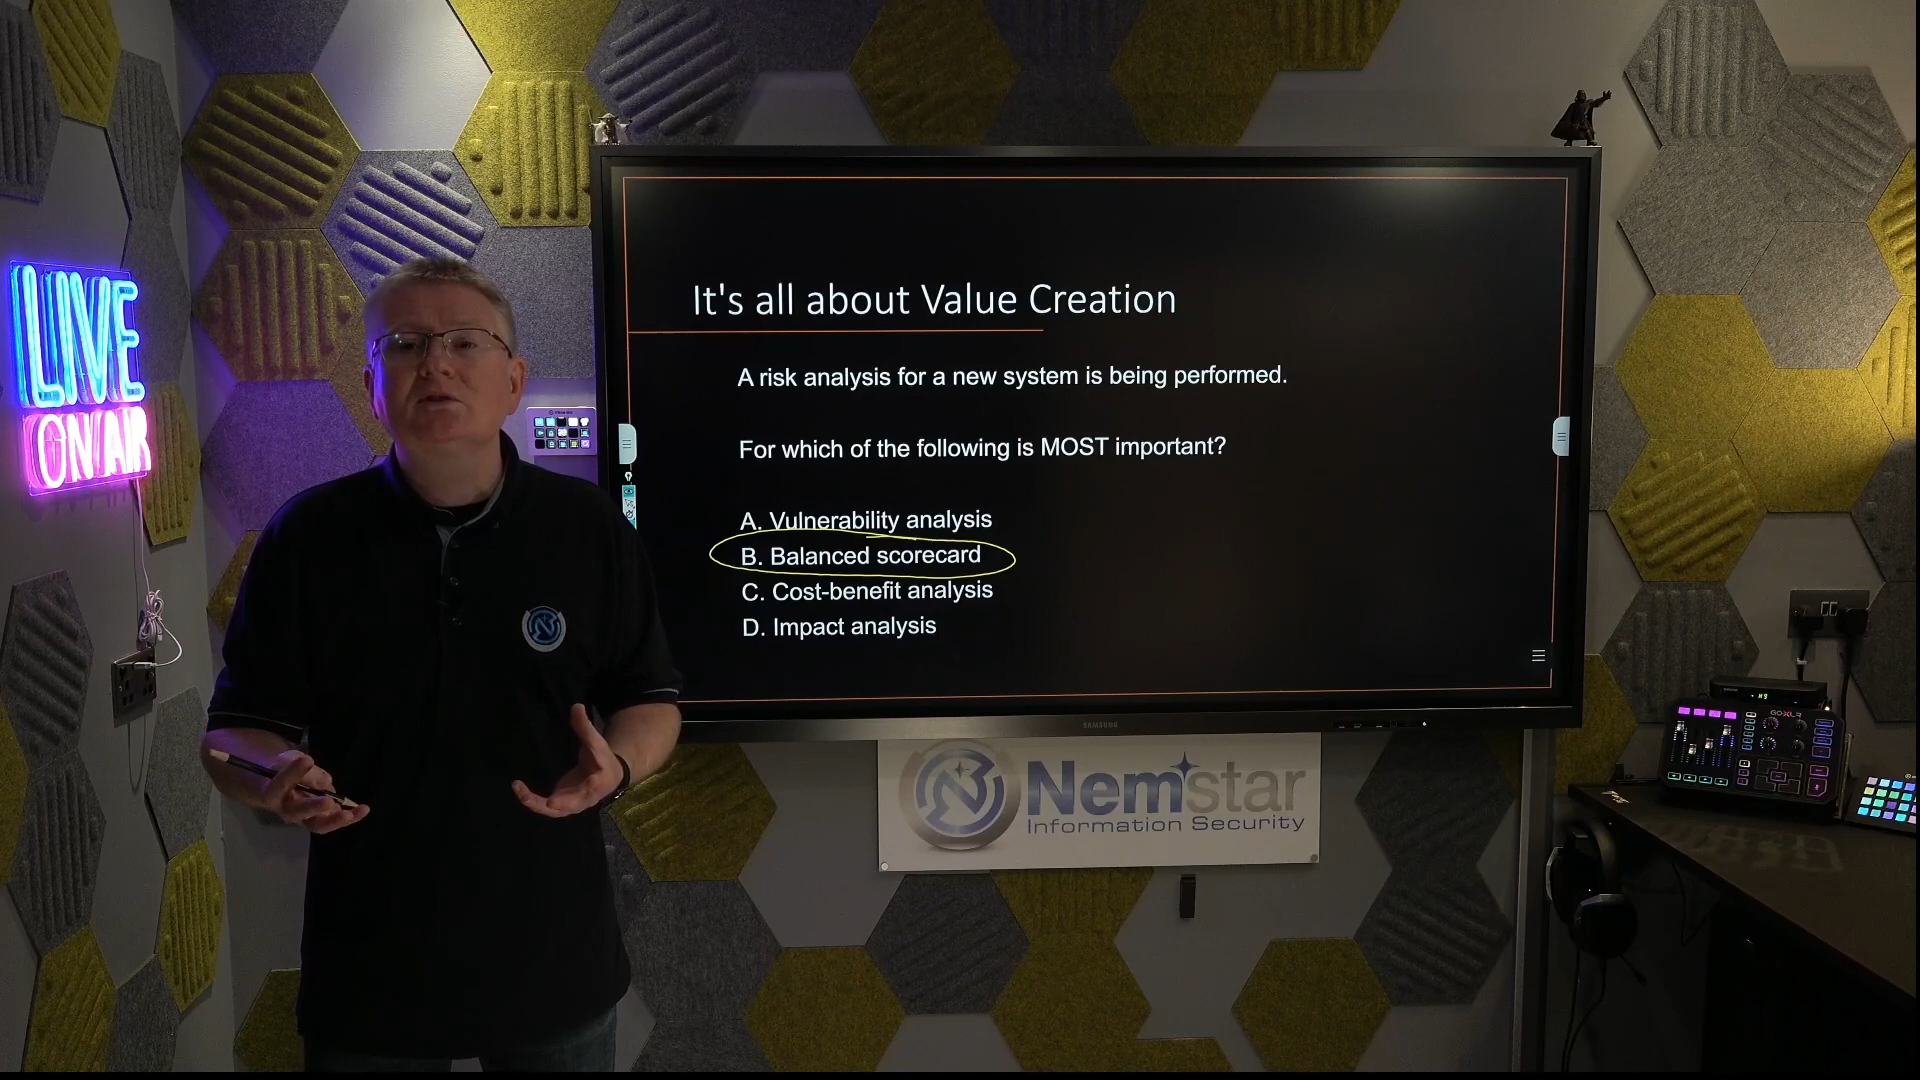 LIVE
ON/AIR
It's all about Value Creation
A risk analysis for a new system is being performed.
For which of the following is MOST important?
A. Vulnerability analysis
B. Balanced scorecard
C. Cost-benefit analysis
D. Impact analysis
SAMSUNG
Nemstar
Information Security
GOXLR